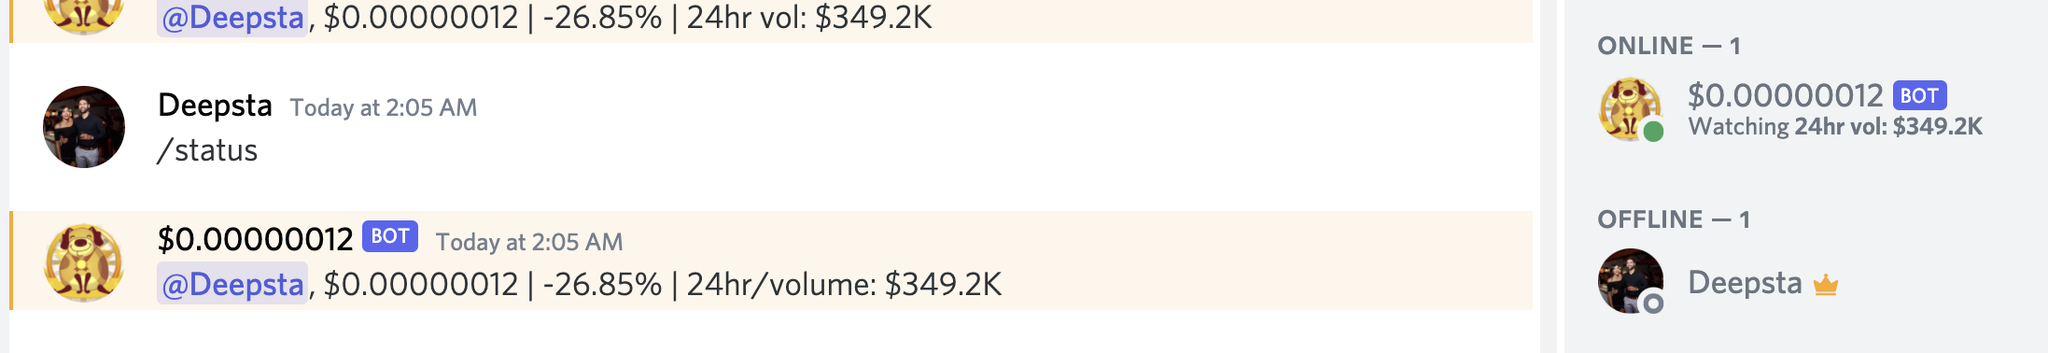 @Deepsta, $0.00000012 | -26.85% | 24hr vol: $349.2K
Deepsta Today at 2:05 AM
/status
$0.00000012 BOT Today at 2:05 AM
@Deepsta, $0.00000012 | -26.85% | 24hr/volume: $349.2K
ONLINE — 1
$0.00000012 BOT
Watching 24hr vol: $349.2K
OFFLINE — 1
Deepsta